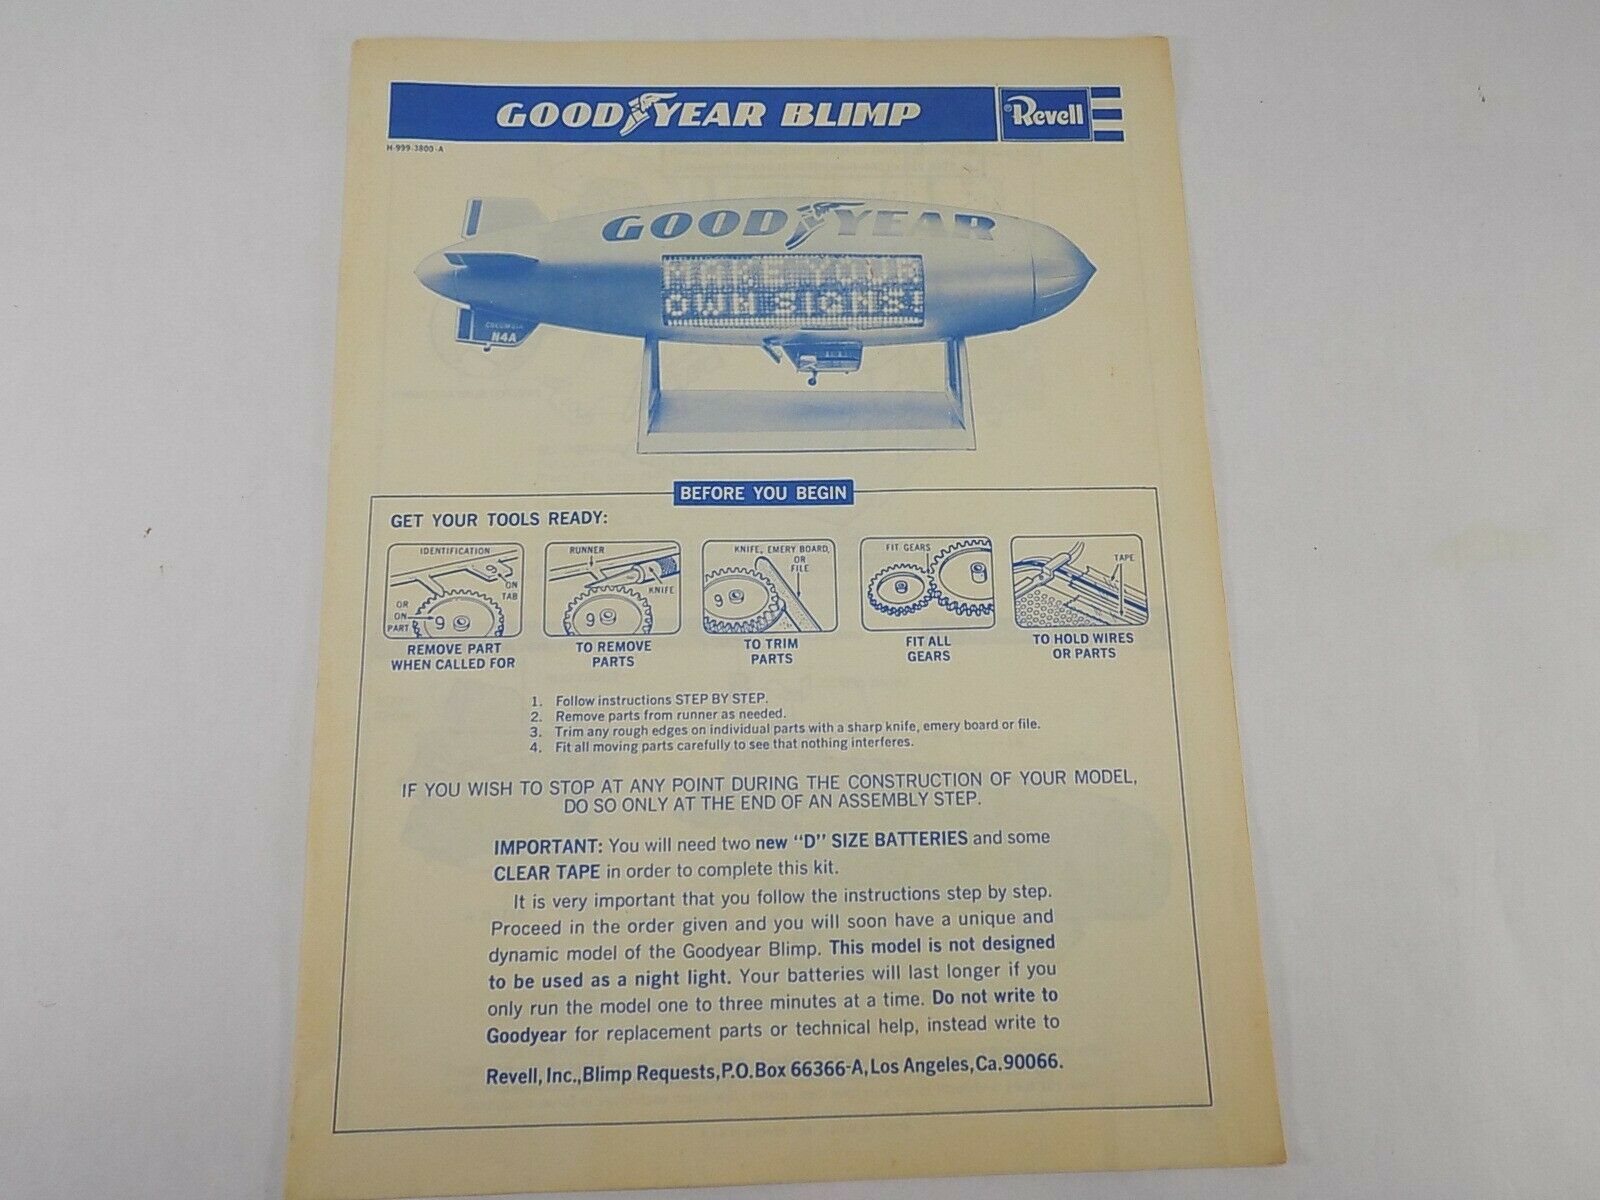 GOODYEAR BLIMP
Revell
H-999-3800-A
GOODYEAR
MAKE YOUR
OWN SIGNS!
COLUMBIA
N4A
BEFORE YOU BEGIN
GET YOUR TOOLS READY:
IDENTIFICATION
9
ON
TAB
OR
ON
PART
9
REMOVE PART
WHEN CALLED FOR
RUNNER
KNIFE
9
TO REMOVE
PARTS
KNIFE, EMERY BOARD,
OR
FILE
9
TO TRIM
PARTS
FIT GEARS
FIT ALL
GEARS
TAPE
TO HOLD WIRES
OR PARTS
1. Follow instructions STEP BY STEP.
2. Remove parts from runner as needed.
3. Trim any rough edges on individual parts with a sharp knife, emery board or file.
4. Fit all moving parts carefully to see that nothing interferes.
IF YOU WISH TO STOP AT ANY POINT DURING THE CONSTRUCTION OF YOUR MODEL,
DO SO ONLY AT THE END OF AN ASSEMBLY STEP.
IMPORTANT: You will need two new "D" SIZE BATTERIES and some
CLEAR TAPE in order to complete this kit.
It is very important that you follow the instructions step by step.
Proceed in the order given and you will soon have a unique and
dynamic model of the Goodyear Blimp. This model is not designed
to be used as a night light. Your batteries will last longer if you
only run the model one to three minutes at a time. Do not write to
Goodyear for replacement parts or technical help, instead write to
Revell, Inc., Blimp Requests, P.O. Box 66366-A, Los Angeles, Ca. 90066.